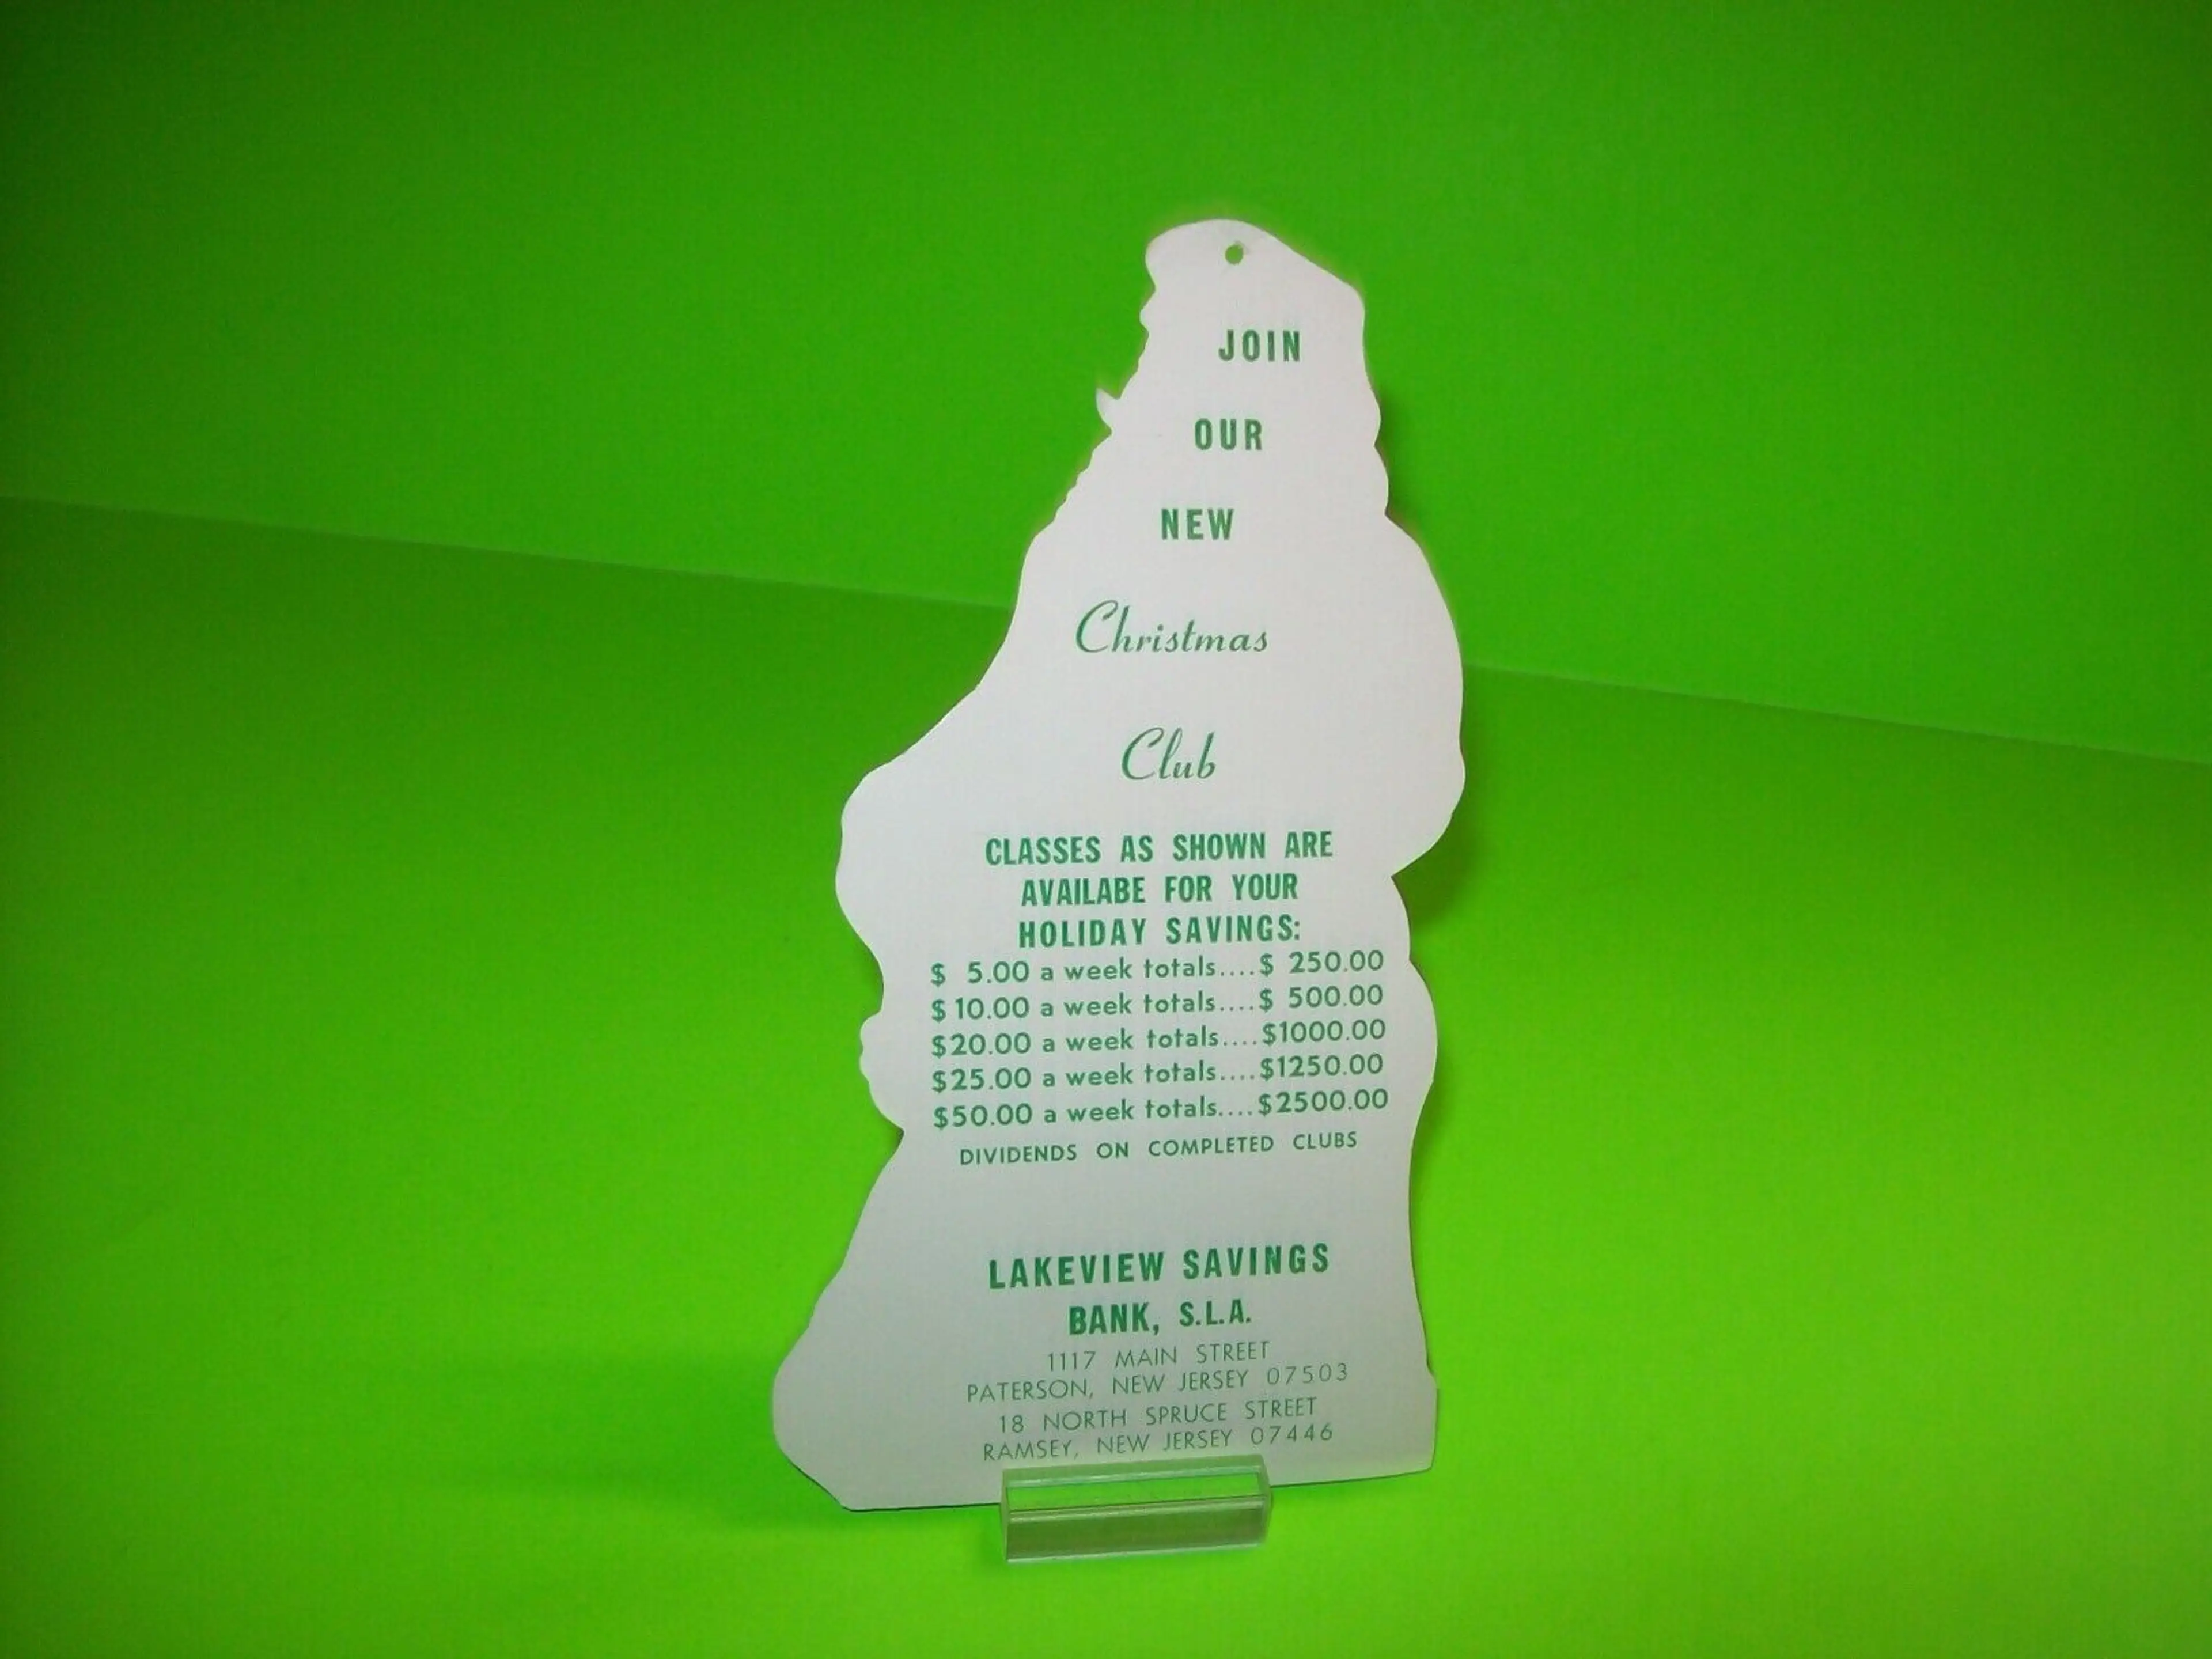 JOIN
OUR
NEW
Christmas
Club
CLASSES AS SHOWN ARE
AVAILABE FOR YOUR
HOLIDAY SAVINGS:
$ 5.00 a week totals....$ 250.00
$10.00 a week totals....$ 500.00
$20.00 a week totals....$1000.00
$25.00 a week totals....$1250.00
$50.00 a week totals....$2500.00
DIVIDENDS ON COMPLETED CLUBS
LAKEVIEW SAVINGS
BANK, S.L.A.
1117 MAIN STREET
PATERSON, NEW JERSEY 07503
18 NORTH SPRUCE STREET
RAMSEY, NEW JERSEY 07446